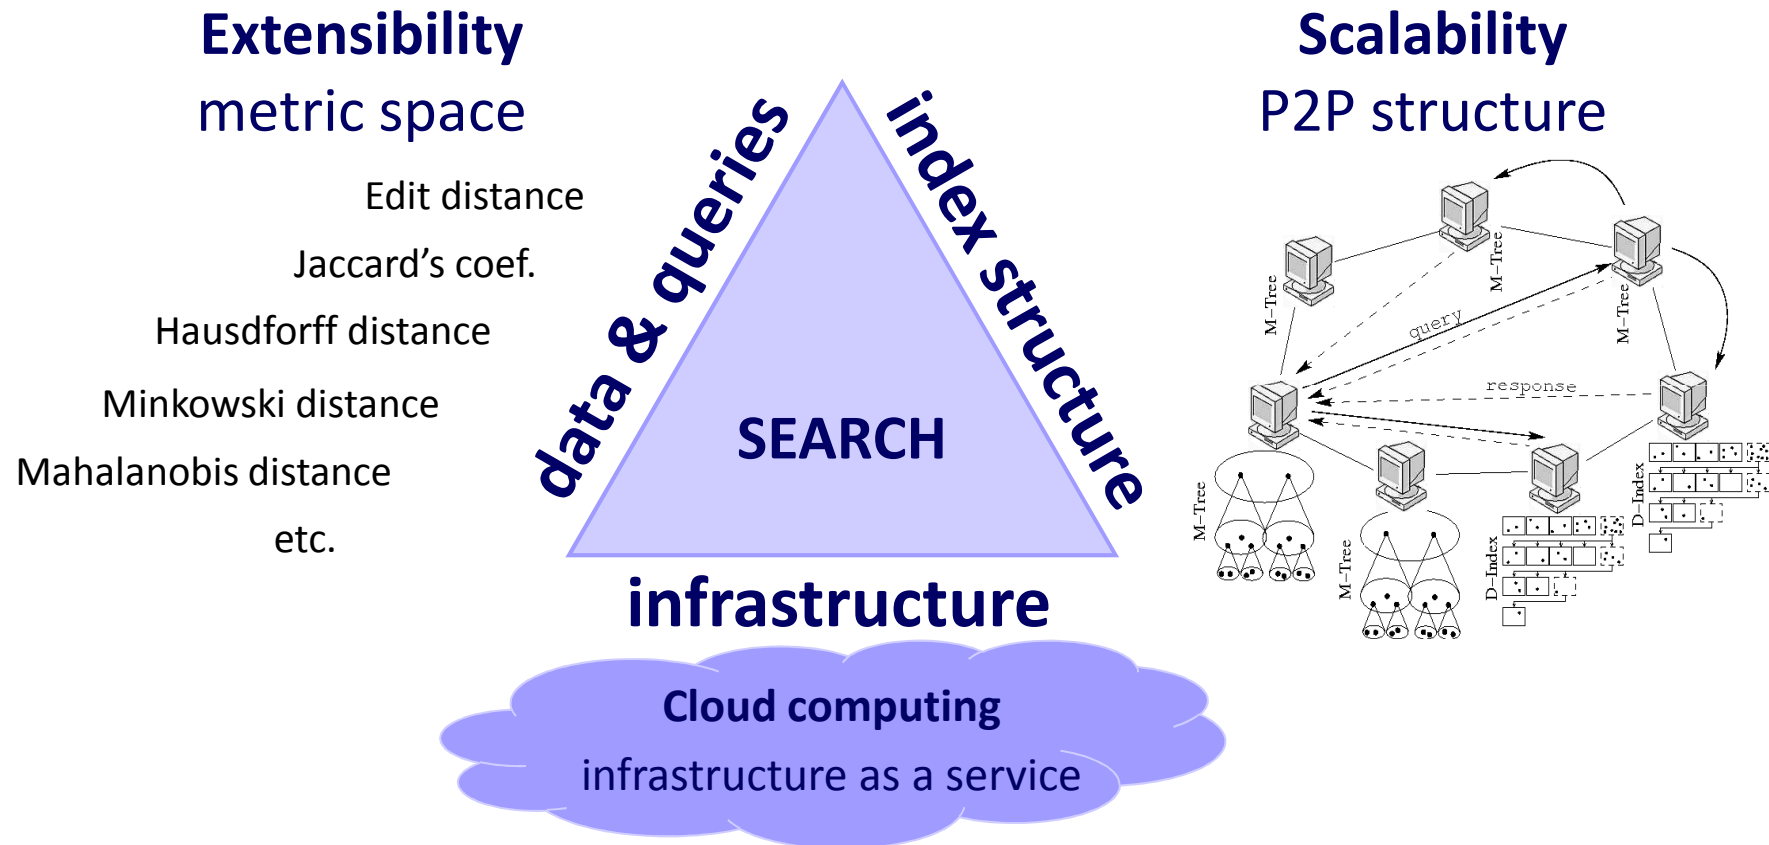 Extensibility
metric space
Edit distance
Jaccard's coef.
Hausdforff distance
Minkowski distance
Mahalanobis distance
etc.
data & queries
index structure
SEARCH
infrastructure
Cloud computing
infrastructure as a service
Scalability
P2P structure
M-Tree
M-Tree
M-Tree
query
response
M-Tree
M-Tree
D-Index
D-Index